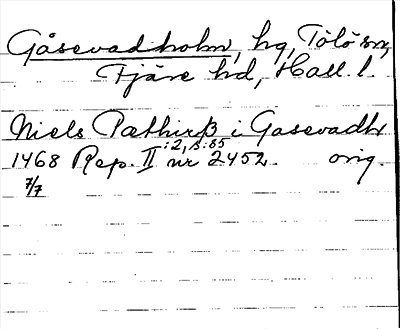 Gåsevadholm, hg, Tölö sn,
Fjäre hd, Hall. l.
Niels Pæthirß i Gasevadh
1468 Rep. II :2, s:65 nr 2452. orig.
7/7